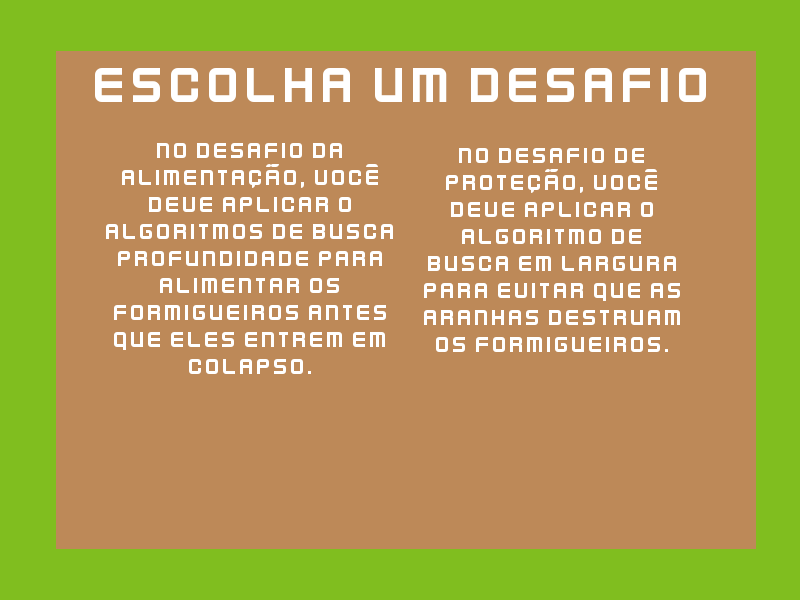 ESCOLHA UM DESAFIO
NO DESAFIO DA
ALIMENTAÇÃO, VOCÊ
DEVE APLICAR O
ALGORITMOS DE BUSCA
PROFUNDIDADE PARA
ALIMENTAR OS
FORMIGUEIROS ANTES
QUE ELES ENTREM EM
COLAPSO.
NO DESAFIO DE
PROTEÇÃO, VOCÊ
DEVE APLICAR O
ALGORITMO DE
BUSCA EM LARGURA
PARA EVITAR QUE AS
ARANHAS DESTRUAM
OS FORMIGUEIROS.